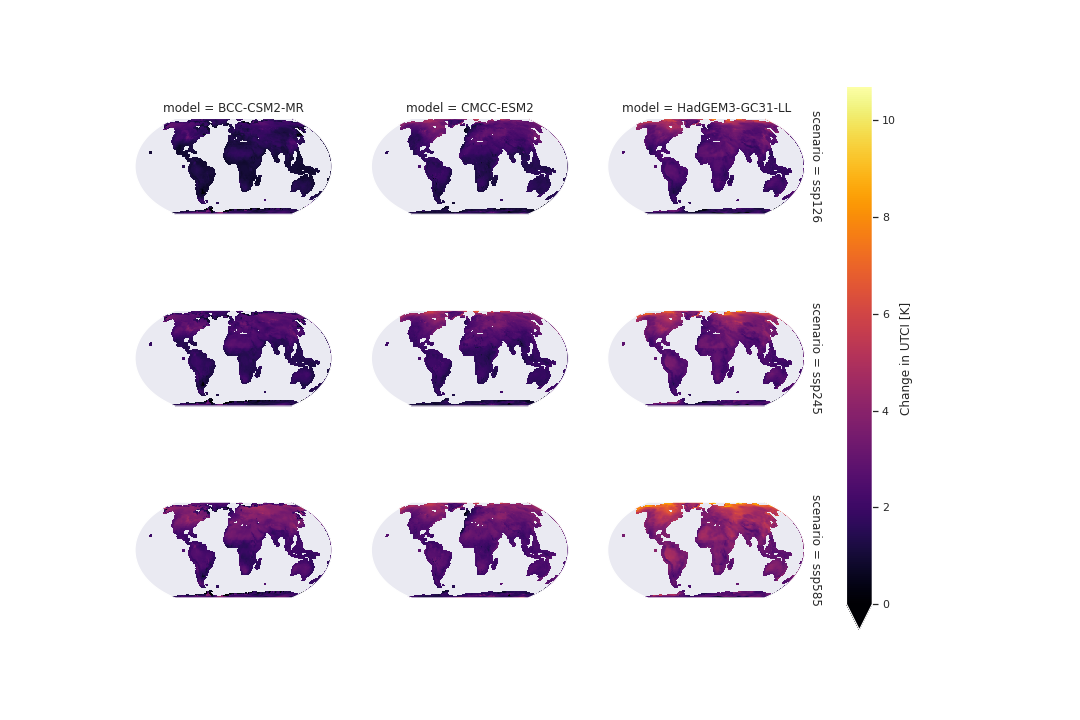 model = BCC-CSM2-MR
model = CMCC-ESM2
model = HadGEM3-GC31-LL
scenario = ssp126
scenario = ssp245
scenario = ssp585
10
8
6
4
2
0
Change in UTCI [K]